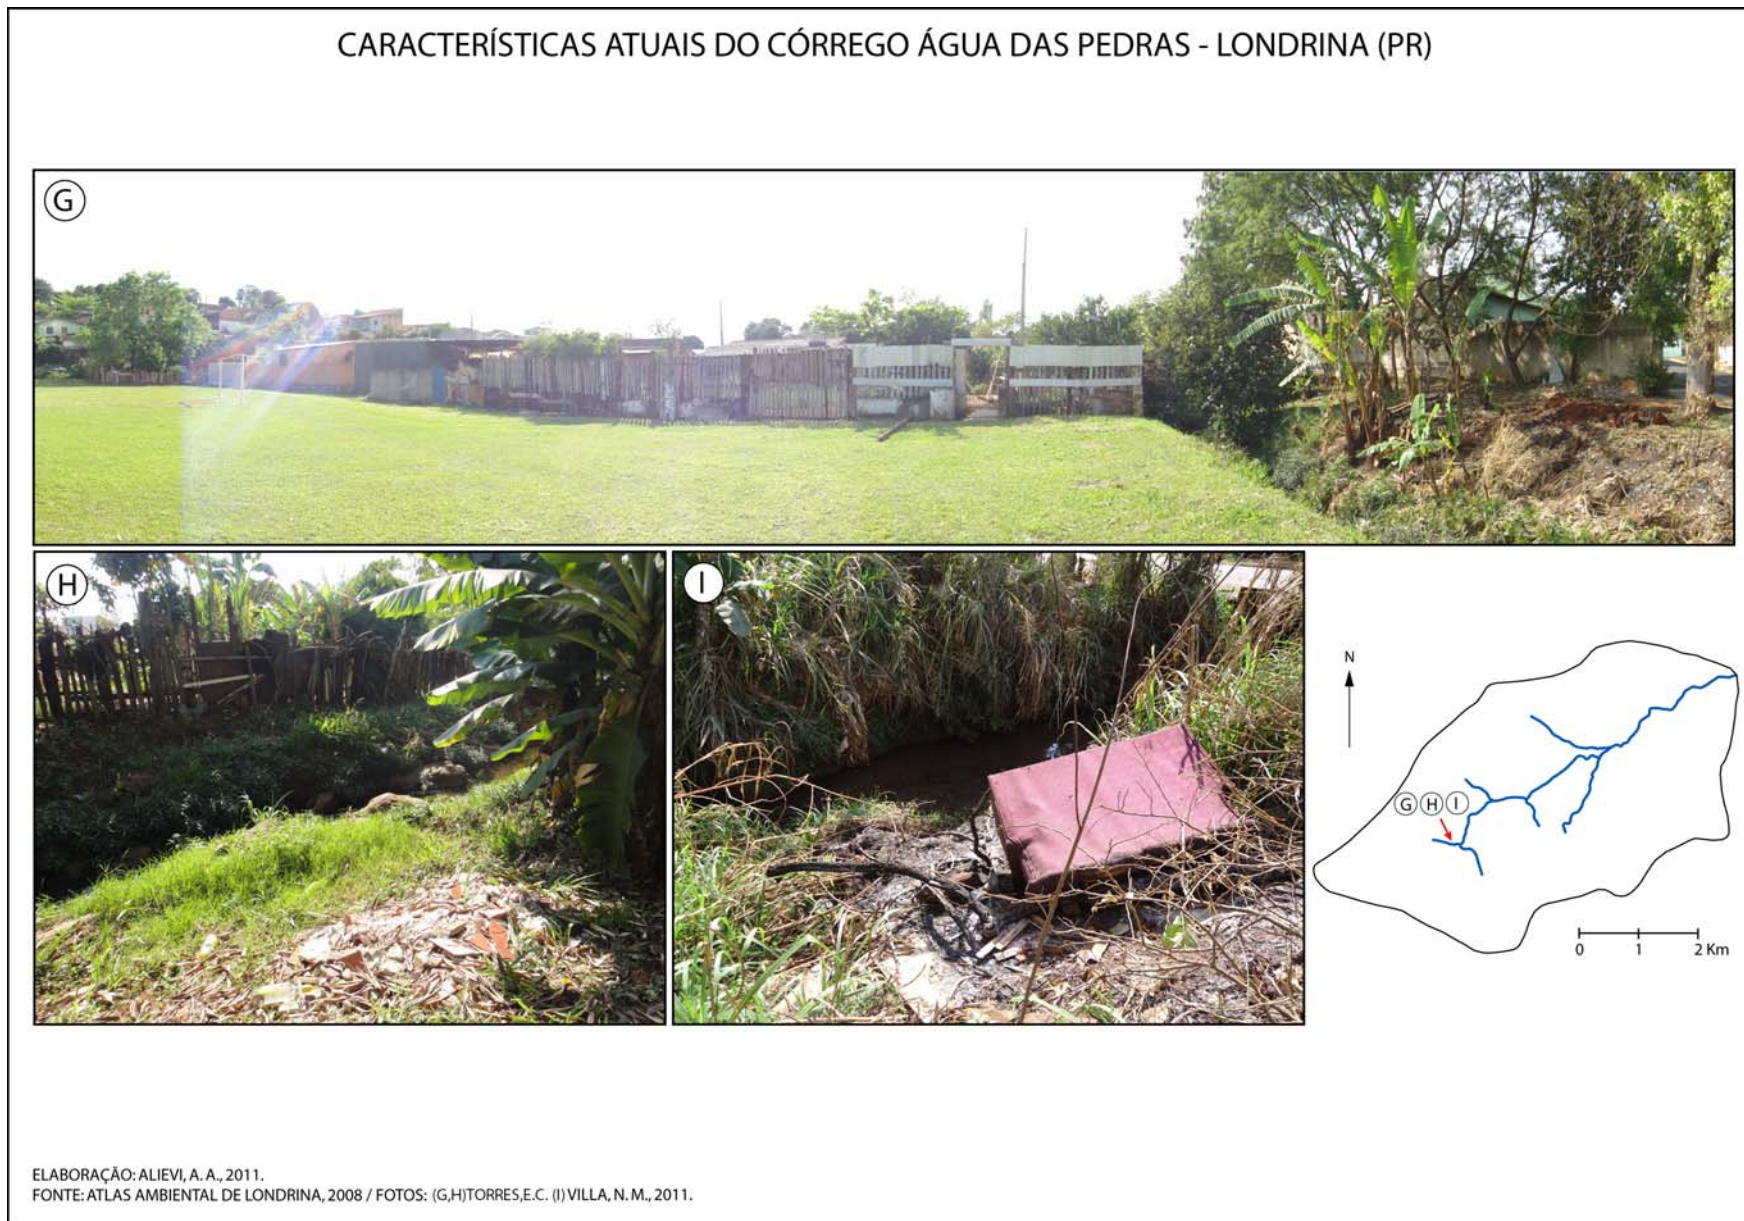 CARACTERÍSTICAS ATUAIS DO CÓRREGO ÁGUA DAS PEDRAS - LONDRINA (PR)
G
H
I
N
G H I
0 1 2 Km
ELABORAÇÃO: ALIEVI, A. A., 2011.
FONTE: ATLAS AMBIENTAL DE LONDRINA, 2008 / FOTOS: (G,H)TORRES,E.C. (I) VILLA, N. M., 2011.